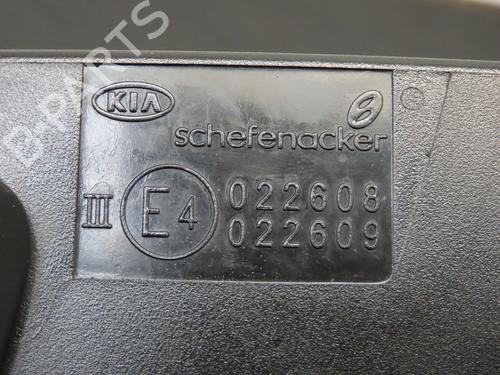 B-PARTS
KIA
schefenacker
III E4 022608
022609